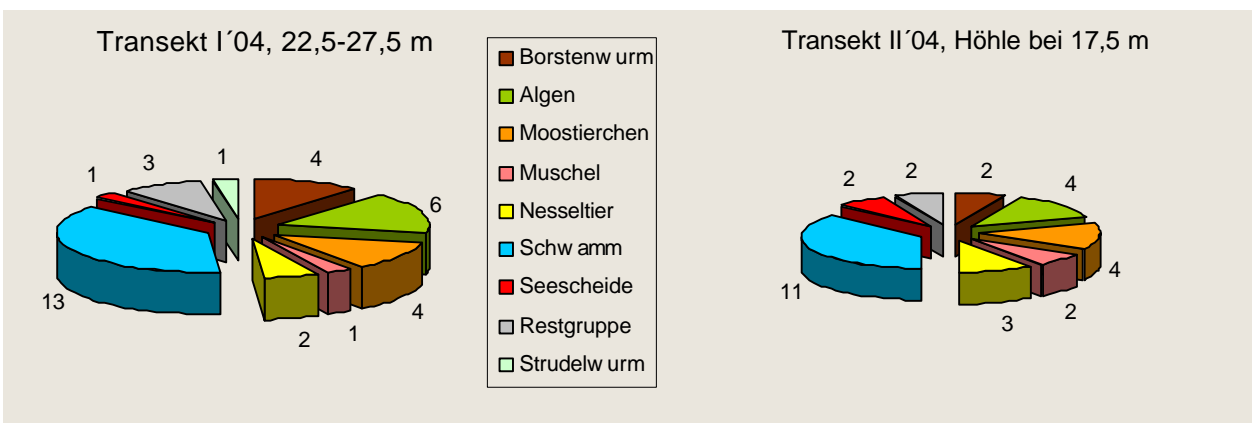 Transekt I´04, 22,5-27,5 m
1
3
1
4
6
4
1
2
13
Borstenw urm
Algen
Moostierchen
Muschel
Nesseltier
Schw amm
Seescheide
Restgruppe
Strudelw urm
Transekt II´04, Höhle bei 17,5 m
2
2
2
4
4
2
3
11